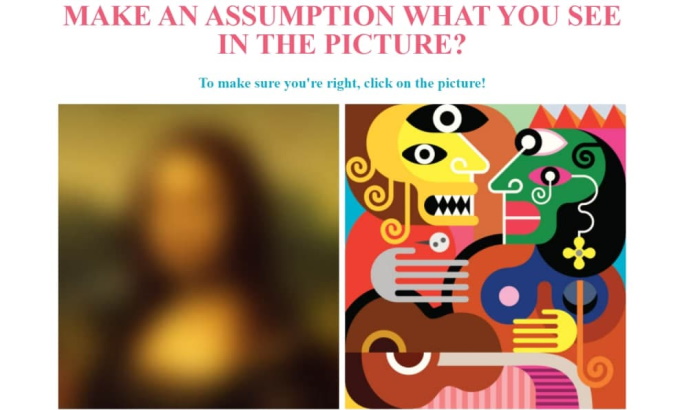 MAKE AN ASSUMPTION WHAT YOU SEE
IN THE PICTURE?
To make sure you're right, click on the picture!